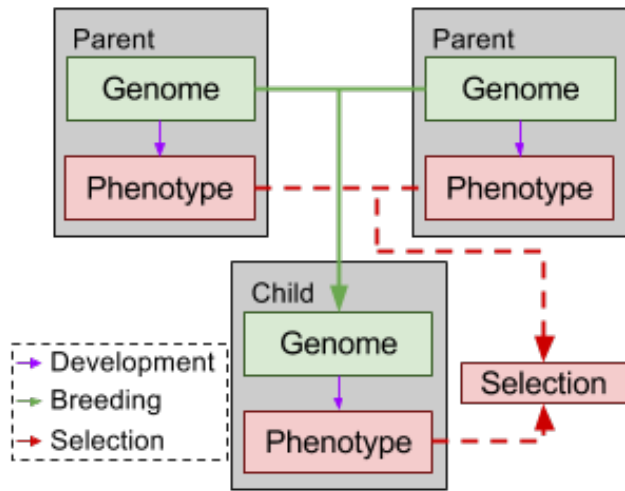 Parent
Genome
Phenotype
Parent
Genome
Phenotype
Child
Genome
Phenotype
Selection
Development
Breeding
Selection